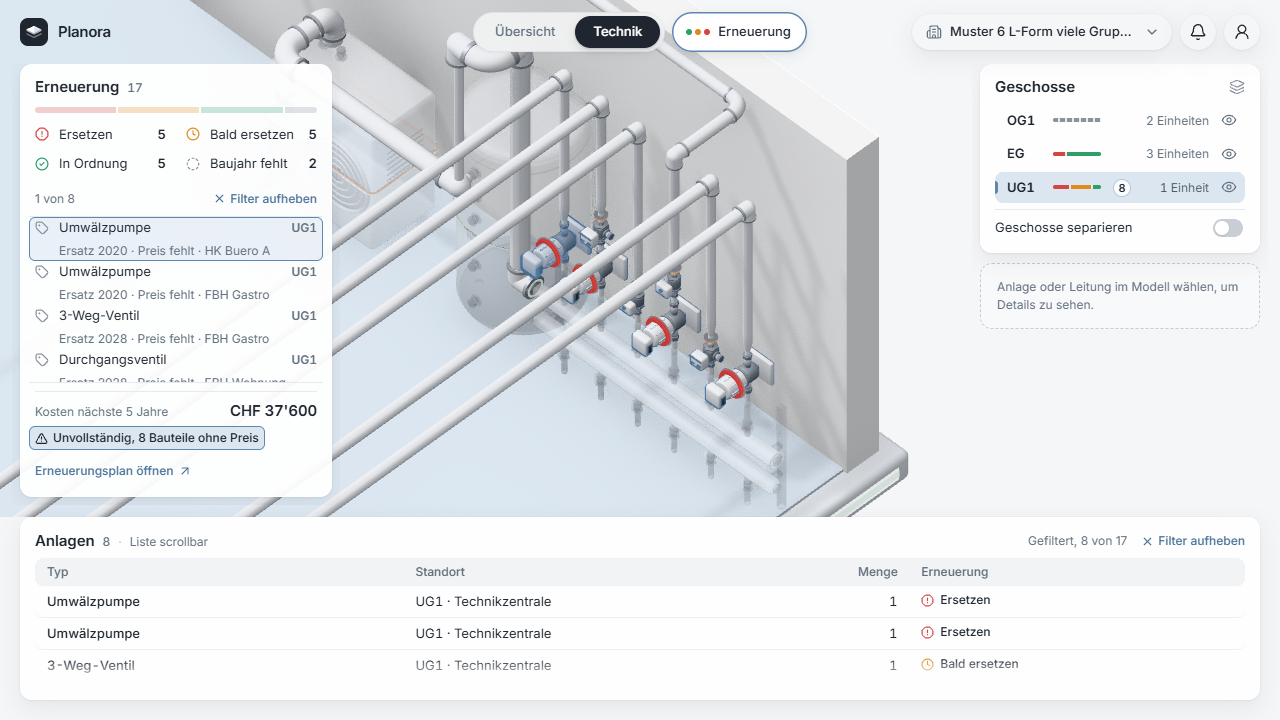 Planora
Übersicht
Technik
Erneuerung
Muster 6 L-Form viele Grup...
Erneuerung 17
Ersetzen 5
Bald ersetzen 5
In Ordnung 5
Baujahr fehlt 2
1 von 8
Filter aufheben
Umwälzpumpe UG1
Ersatz 2020 · Preis fehlt · HK Buero A
Umwälzpumpe UG1
Ersatz 2020 · Preis fehlt · FBH Gastro
3-Weg-Ventil UG1
Ersatz 2028 · Preis fehlt · FBH Gastro
Durchgangsventil UG1
Ersatz 2028 · Preis fehlt · FBH Wohnung
Kosten nächste 5 Jahre CHF 37'600
Unvollständig, 8 Bauteile ohne Preis
Erneuerungsplan öffnen
Geschosse
OG1 2 Einheiten
EG 3 Einheiten
UG1 8 1 Einheit
Geschosse separieren
Anlage oder Leitung im Modell wählen, um
Details zu sehen.
Anlagen 8 · Liste scrollbar
Gefiltert, 8 von 17
Filter aufheben
Typ Standort Menge Erneuerung
Umwälzpumpe UG1 · Technikzentrale 1 Ersetzen
Umwälzpumpe UG1 · Technikzentrale 1 Ersetzen
3-Weg-Ventil UG1 · Technikzentrale 1 Bald ersetzen